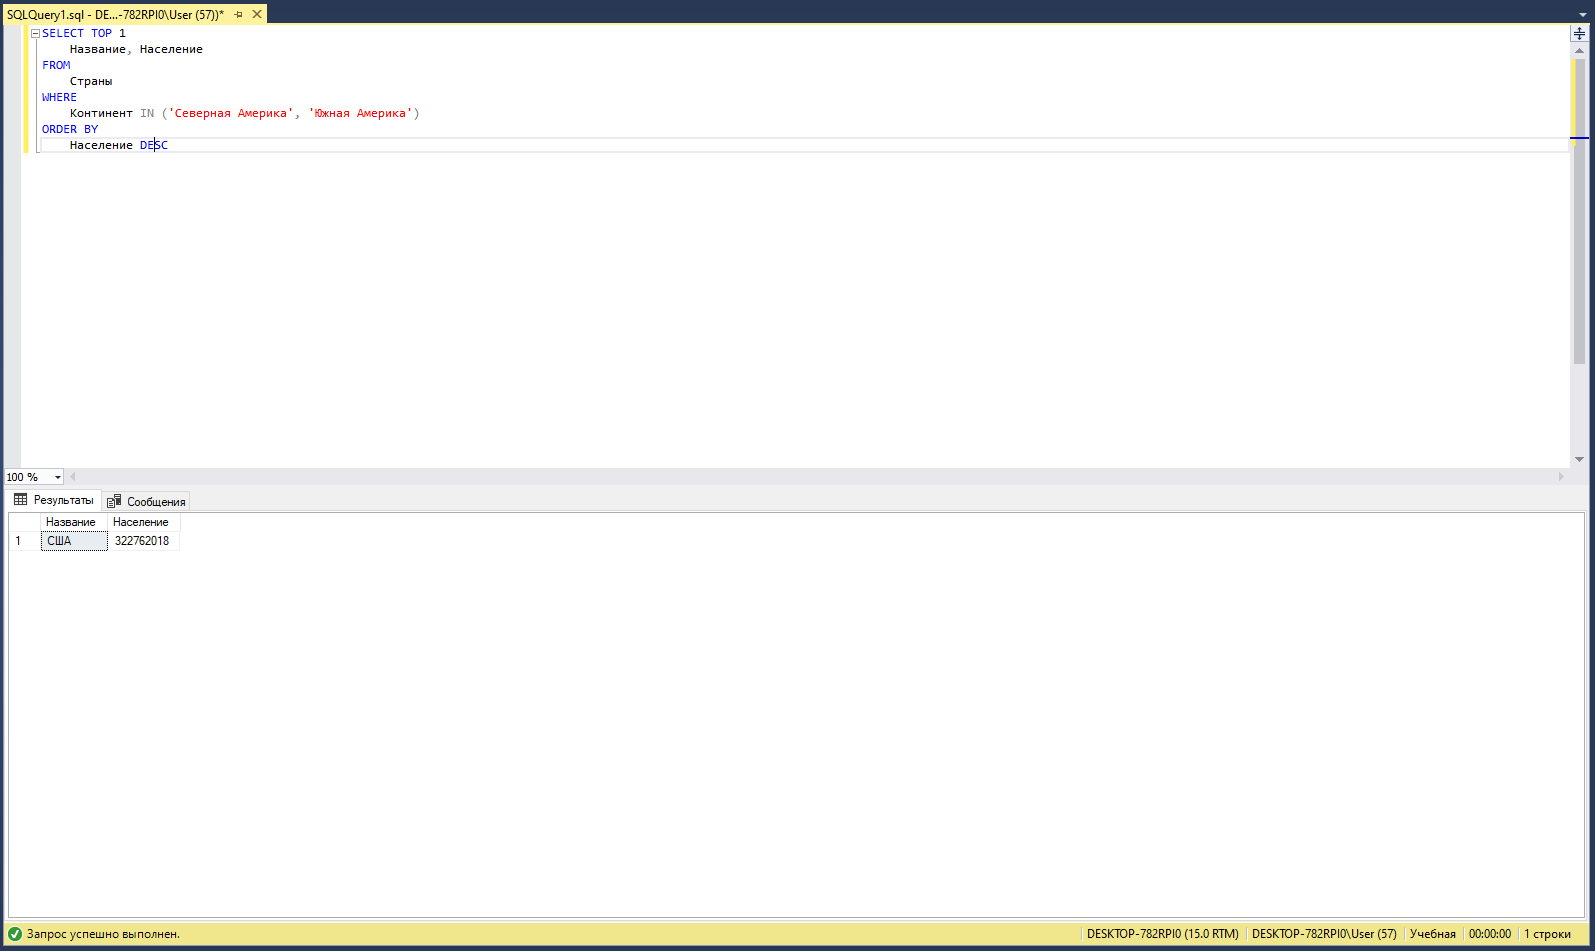 SQLQuery1.sql - DE...-782RPI0\User (57))*
SELECT TOP 1
Название, Население
FROM
Страны
WHERE
Континент IN ('Северная Америка', 'Южная Америка')
ORDER BY
Население DESC
100 %
Результаты Сообщения
Название Население
1 США 322762018
Запрос успешно выполнен. DESKTOP-782RPI0 (15.0 RTM) DESKTOP-782RPI0\User (57) Учебная 00:00:00 1 строки